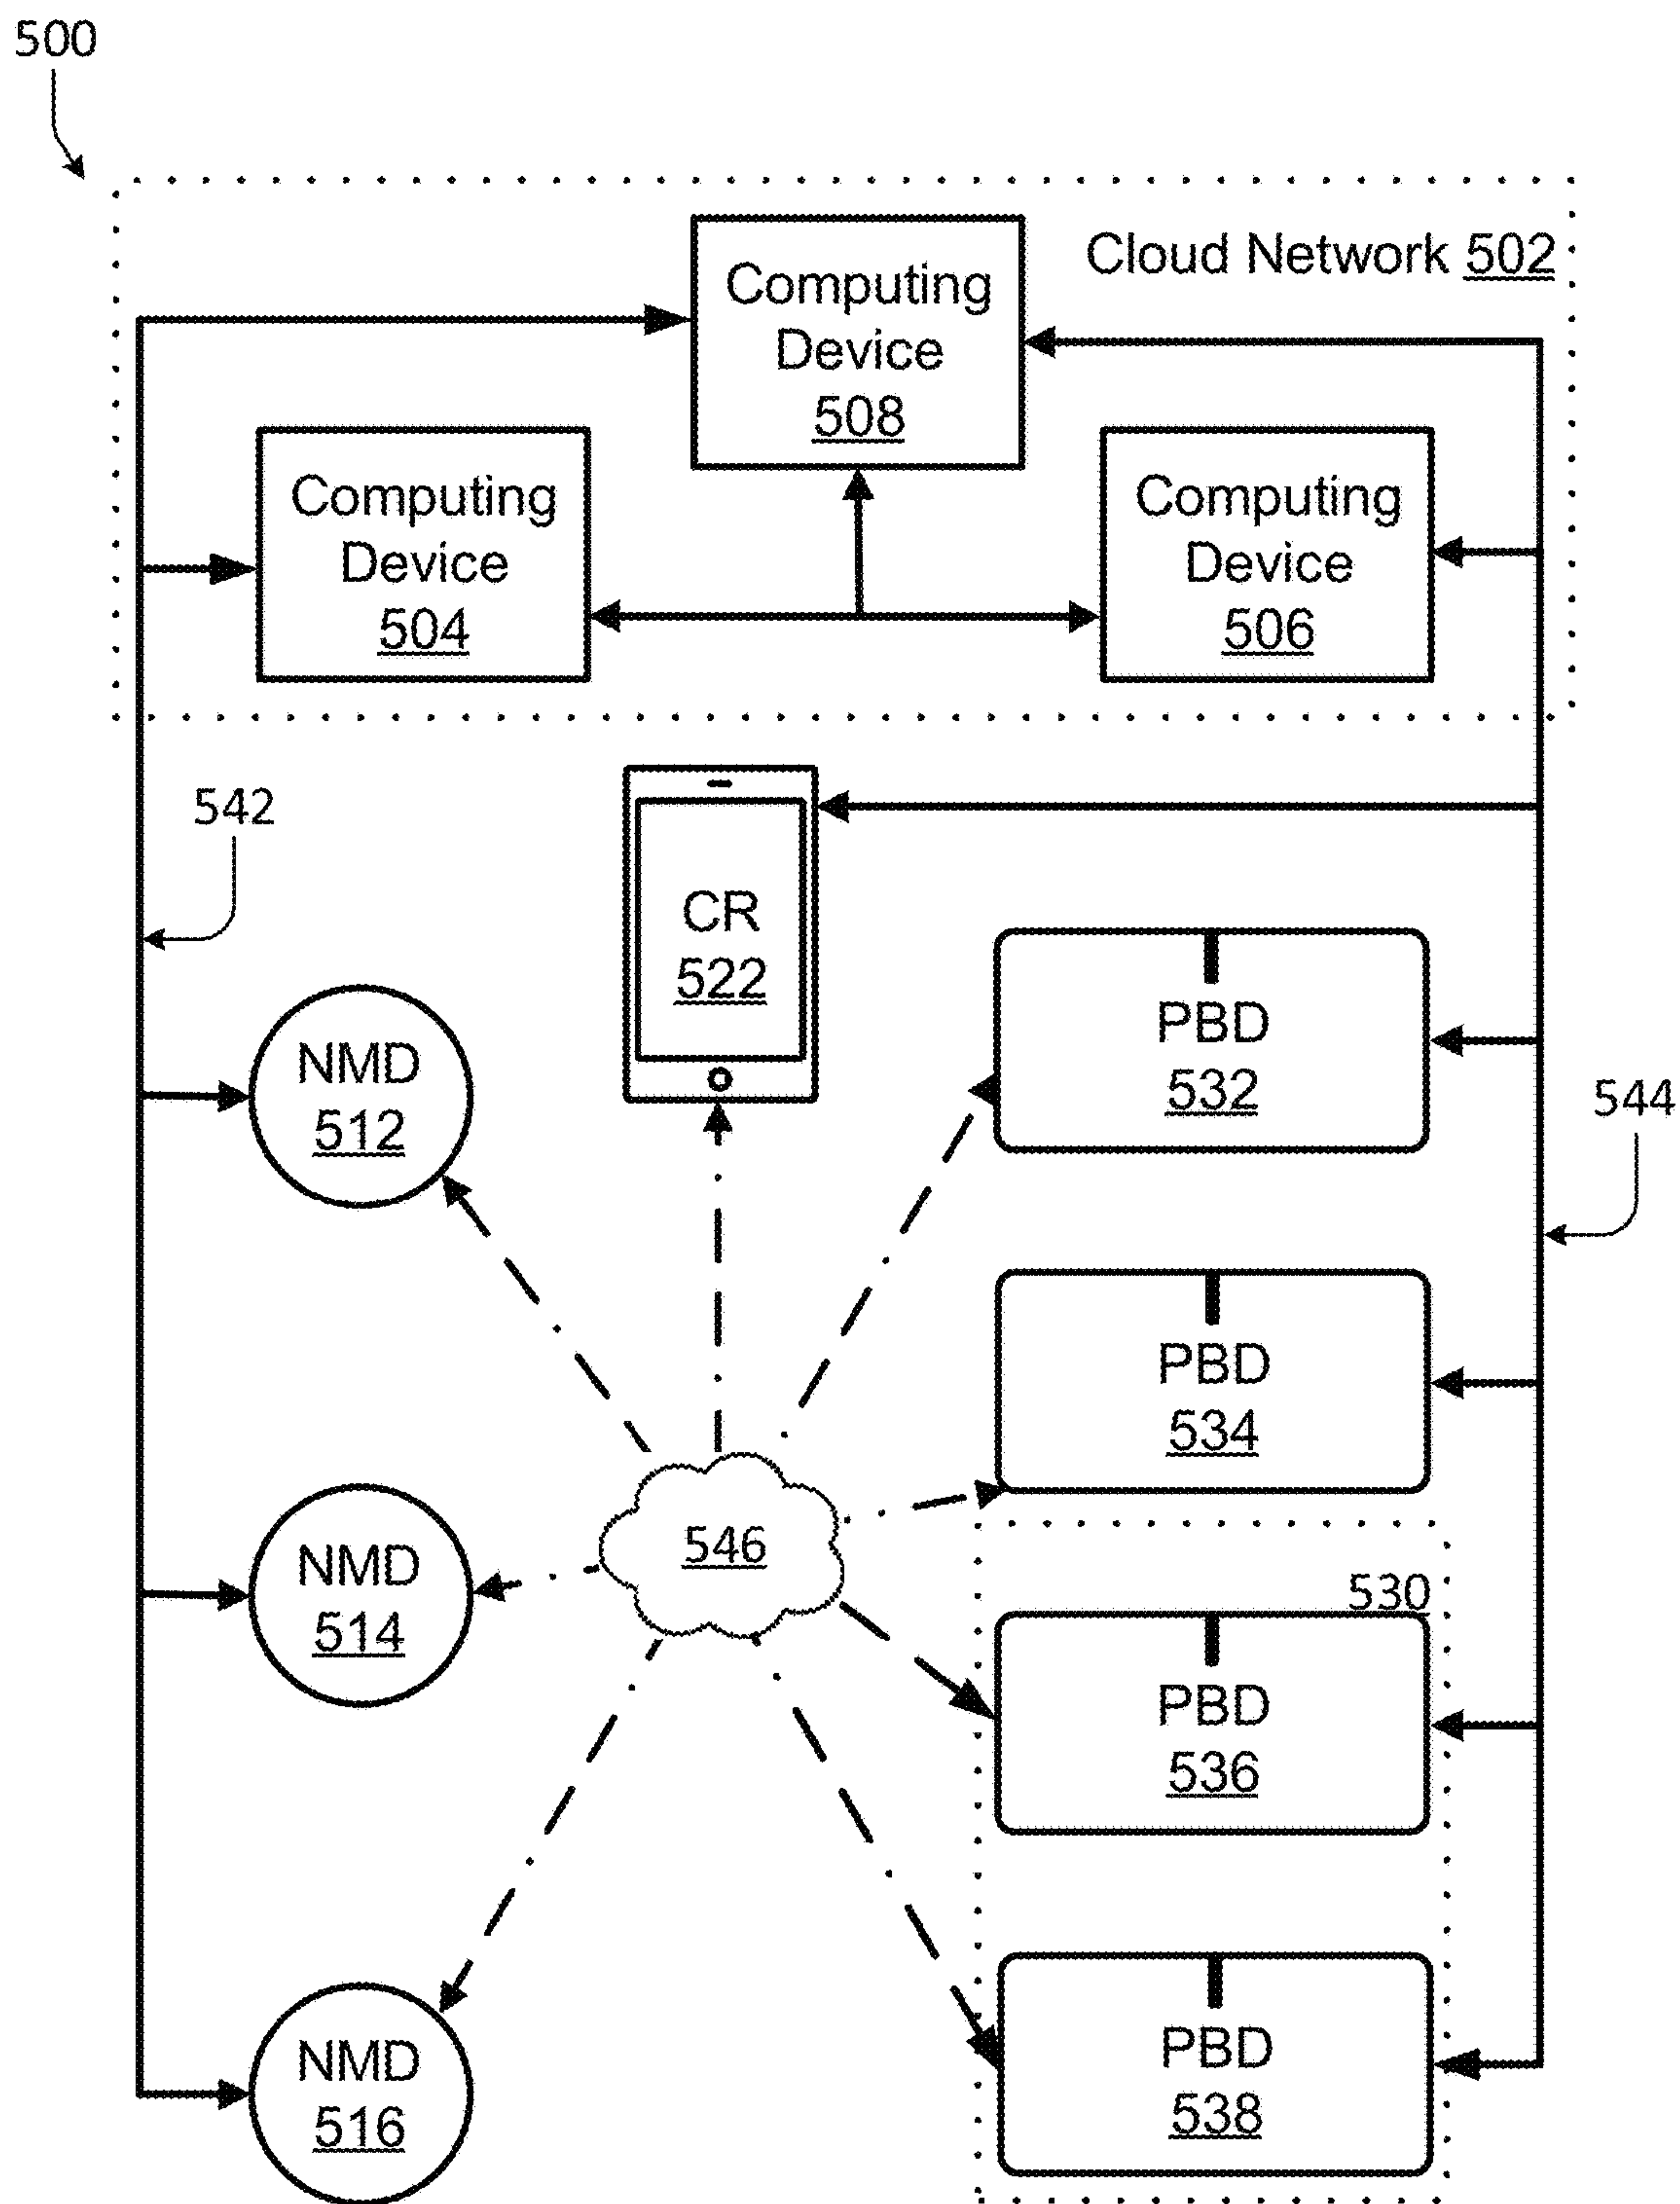 500
Cloud Network 502
Computing
Device
508
Computing
Device
504
Computing
Device
506
542
CR
522
NMD
512
PBD
532
544
PBD
534
546
NMD
514
530
PBD
536
NMD
516
PBD
538